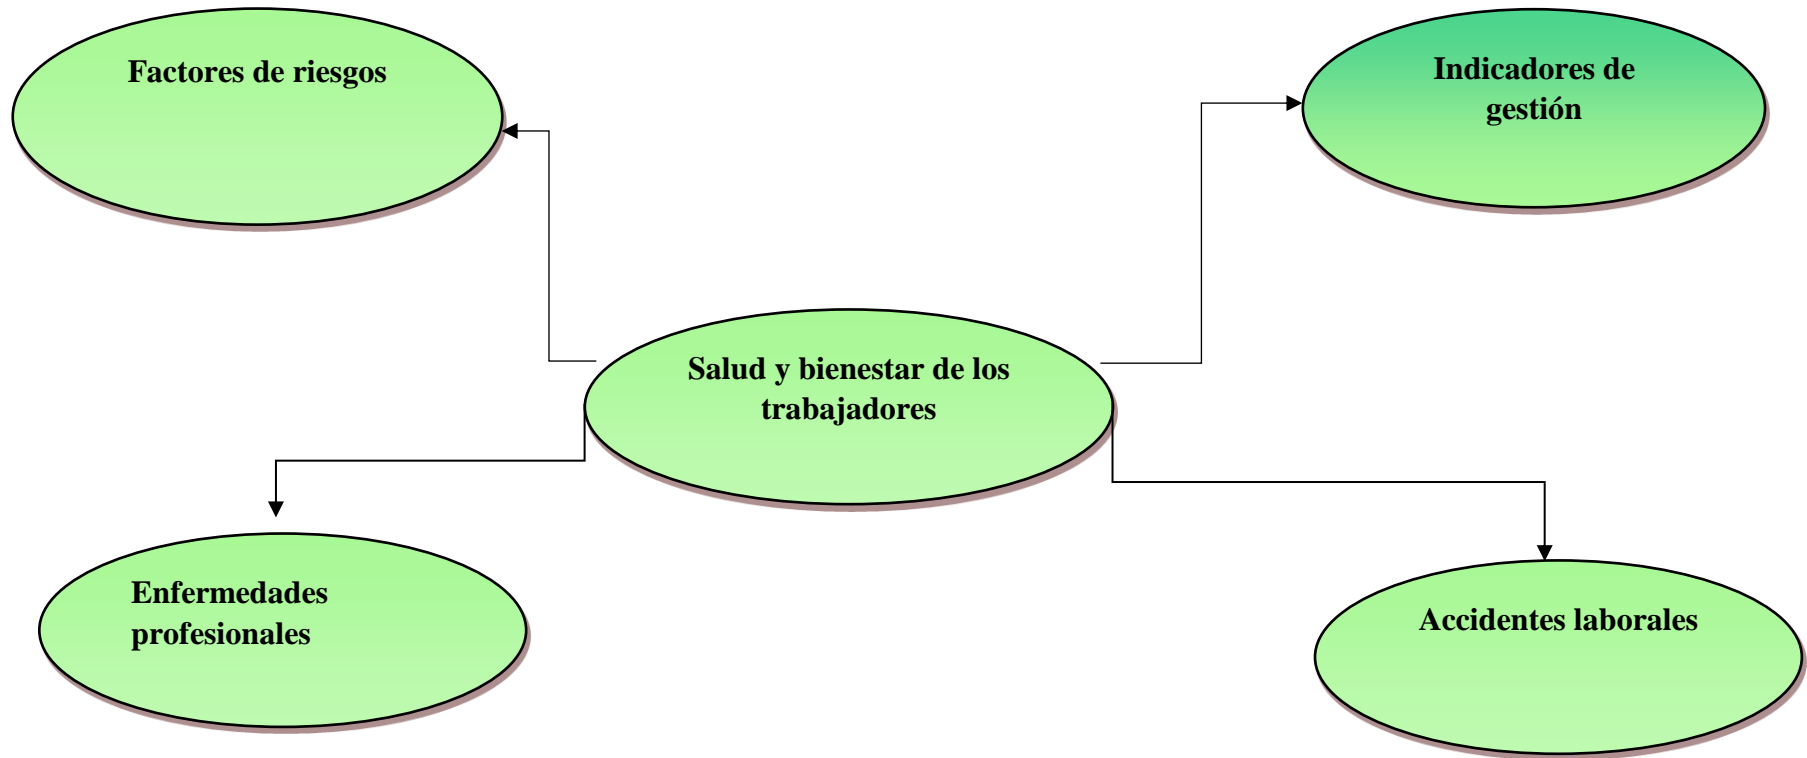 Factores de riesgos
Indicadores de
gestión
Salud y bienestar de los
trabajadores
Enfermedades
profesionales
Accidentes laborales